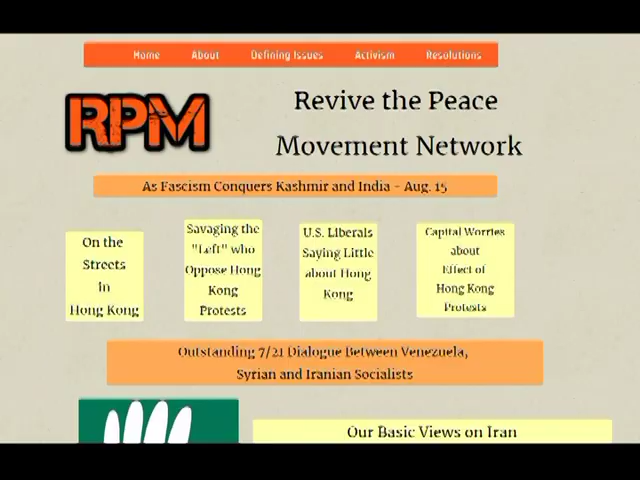 Home About Defining Issues Activism Resolutions
RPM
Revive the Peace
Movement Network
As Fascism Conquers Kashmir and India - Aug. 15
On the
Streets
in
Hong Kong
Savaging the
"Left" who
Oppose Hong
Kong
Protests
U.S. Liberals
Saying Little
about Hong
Kong
Capital Worries
about
Effect of
Hong Kong
Protests
Outstanding 7/21 Dialogue Between Venezuela,
Syrian and Iranian Socialists
Our Basic Views on Iran